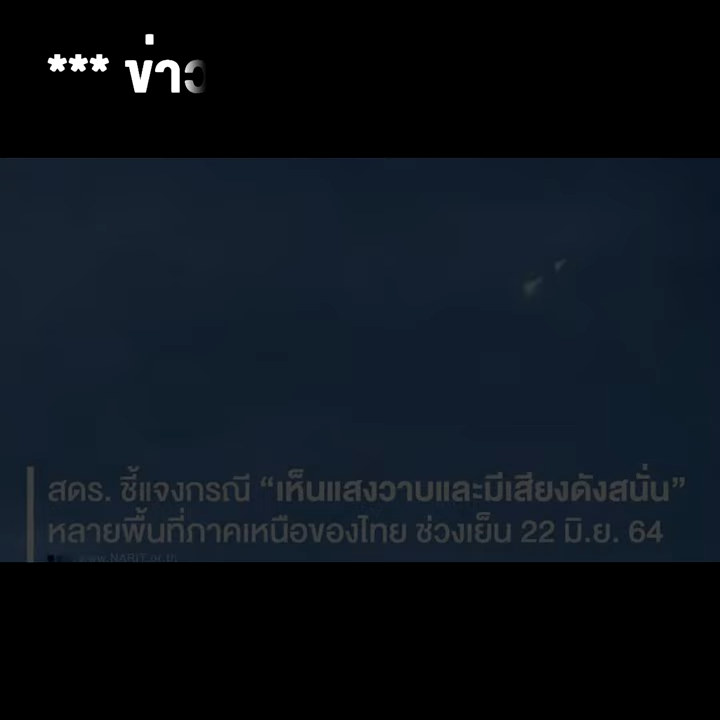 *** ข่าว
สดร. ชี้แจงกรณี “เห็นแสงวาบและมีเสียงดังสนั่น”
หลายพื้นที่ภาคเหนือของไทย ช่วงเย็น 22 มิ.ย. 64
www.NARIT.or.th